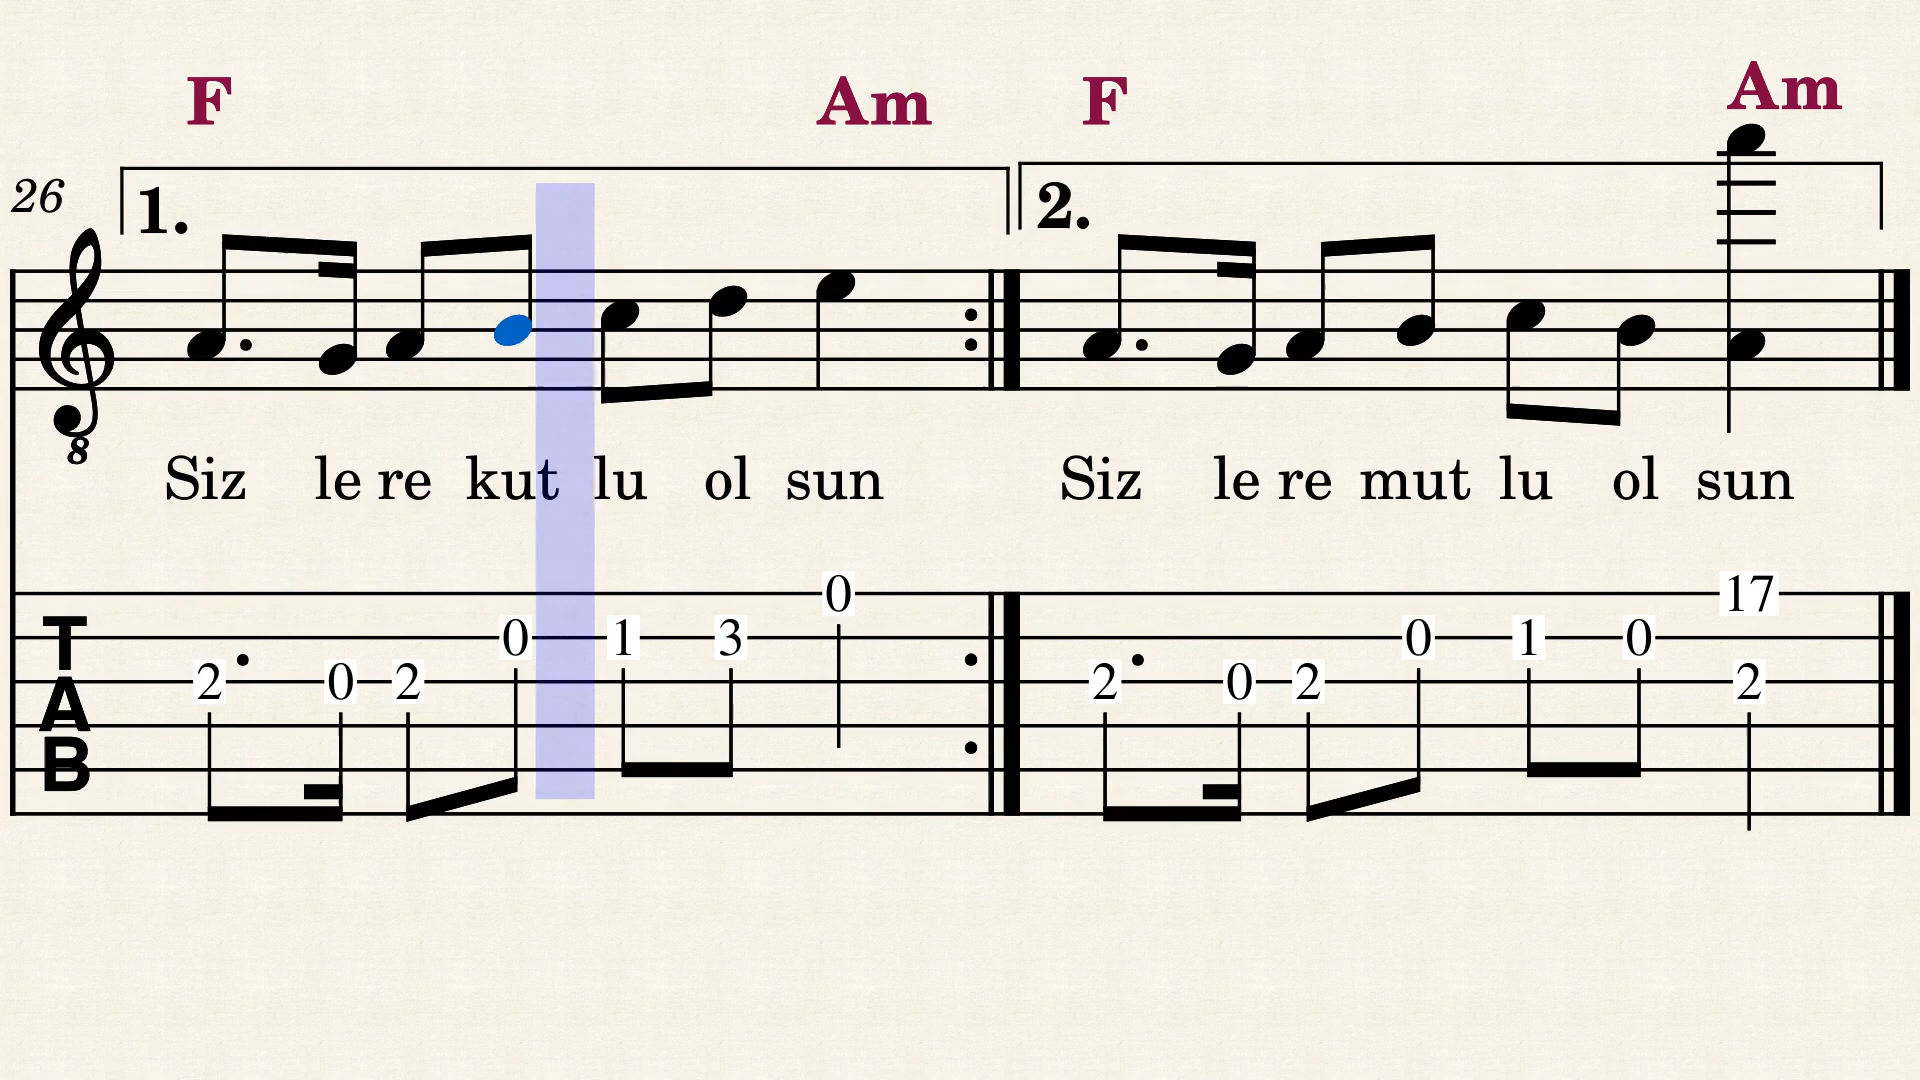 F Am F Am
26 1. 2.
8
Siz le re kut lu ol sun Siz le re mut lu ol sun
0 17
T 0 1 3 0 1 0
A 2 0 2 2 0 2 2
B